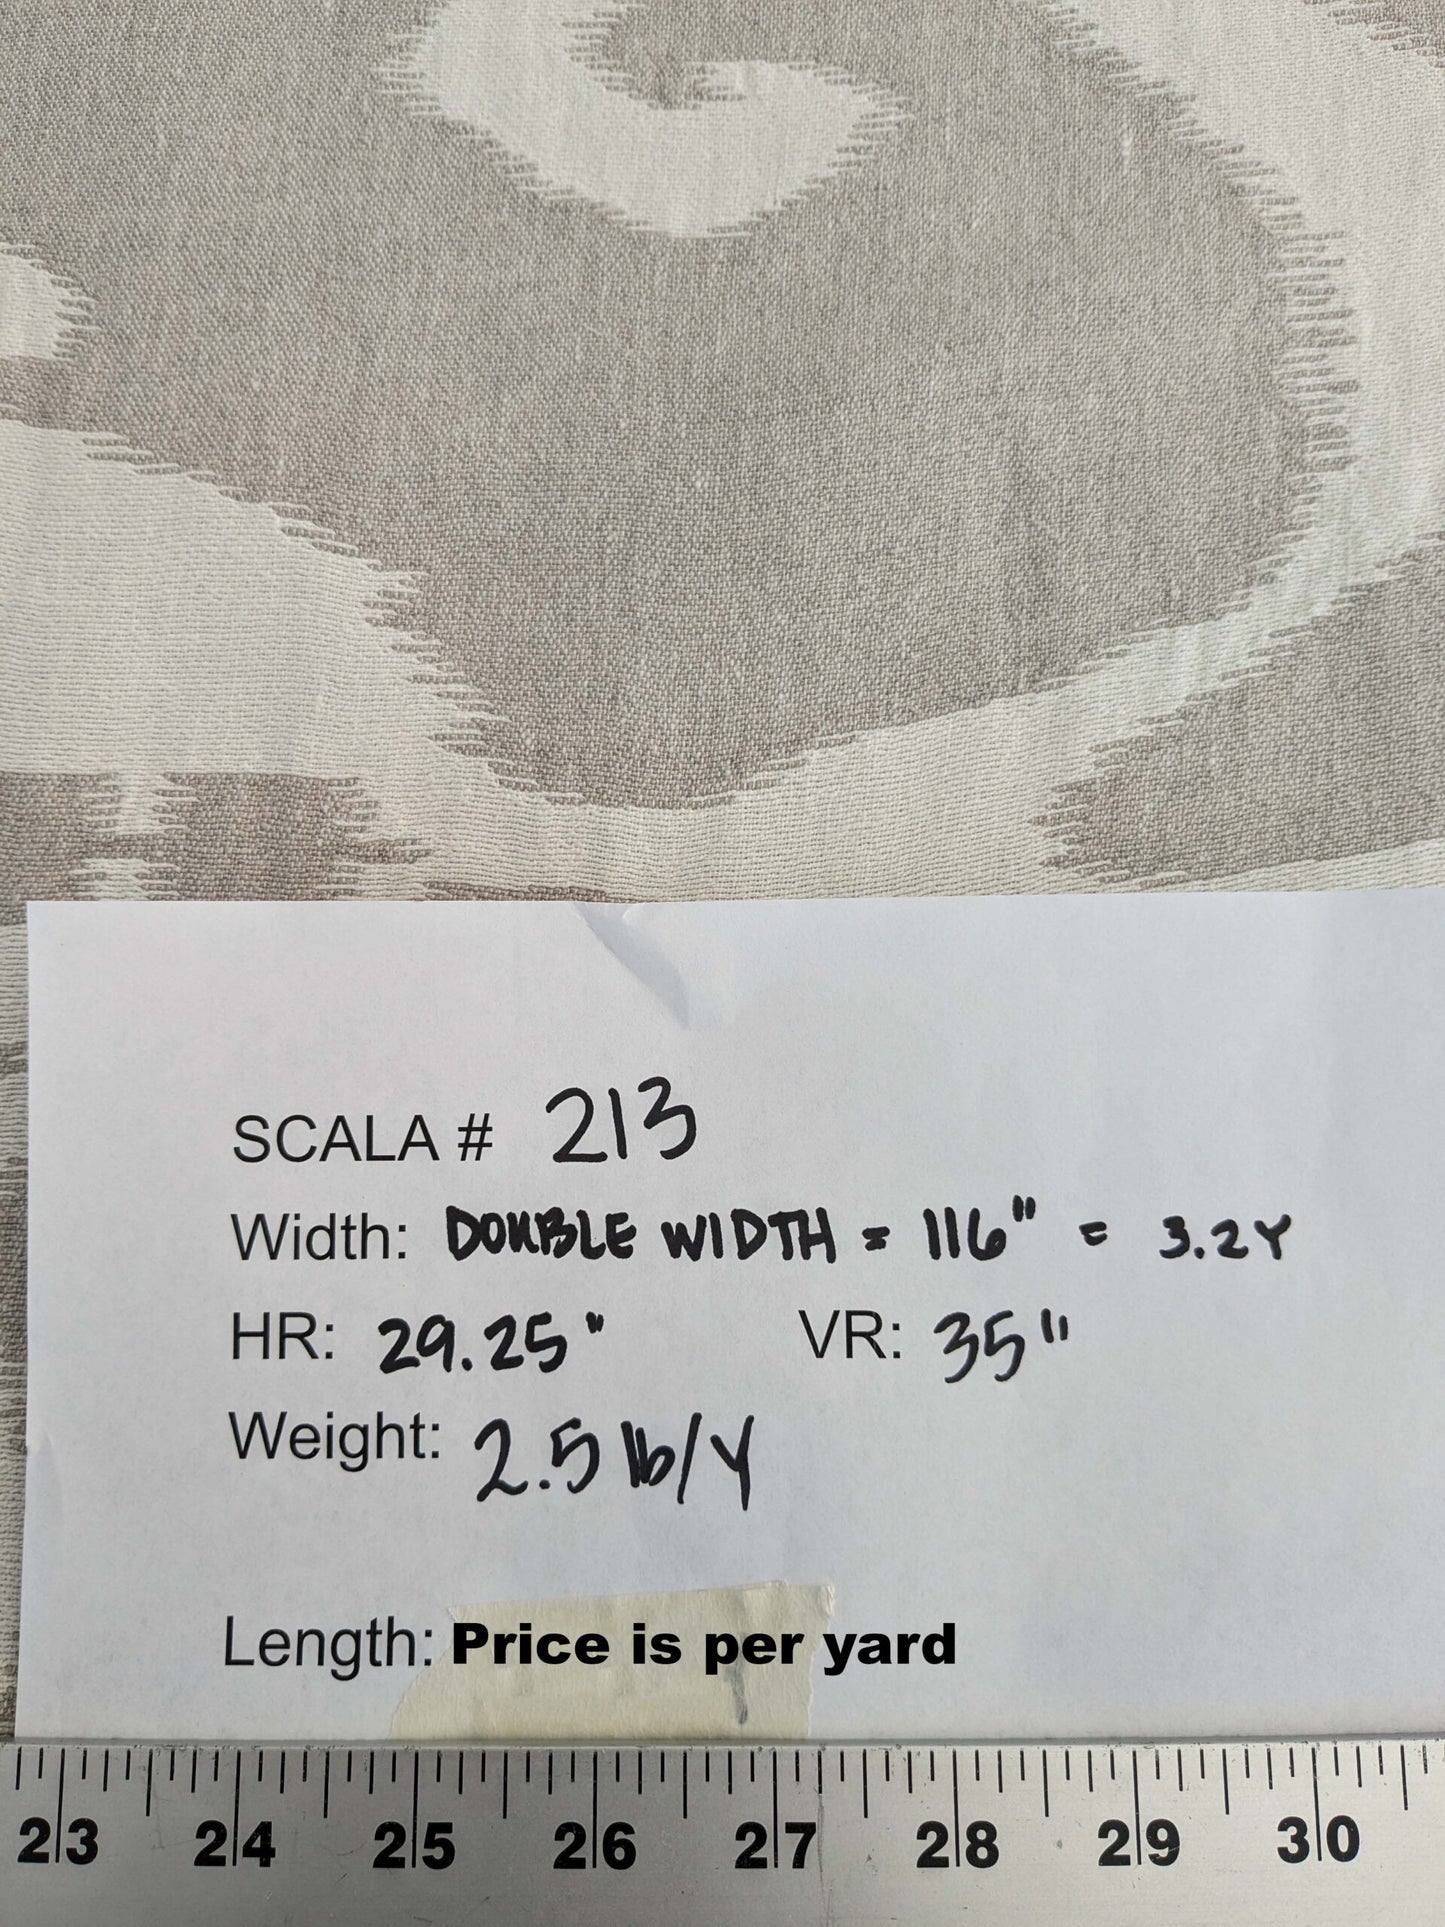 SCALA # 213
Width: DOUBLE WIDTH = 116" = 3.2Y
HR: 29.25" VR: 35"
Weight: 2.5 lb/Y
Length: Price is per yard
23 24 25 26 27 28 29 30